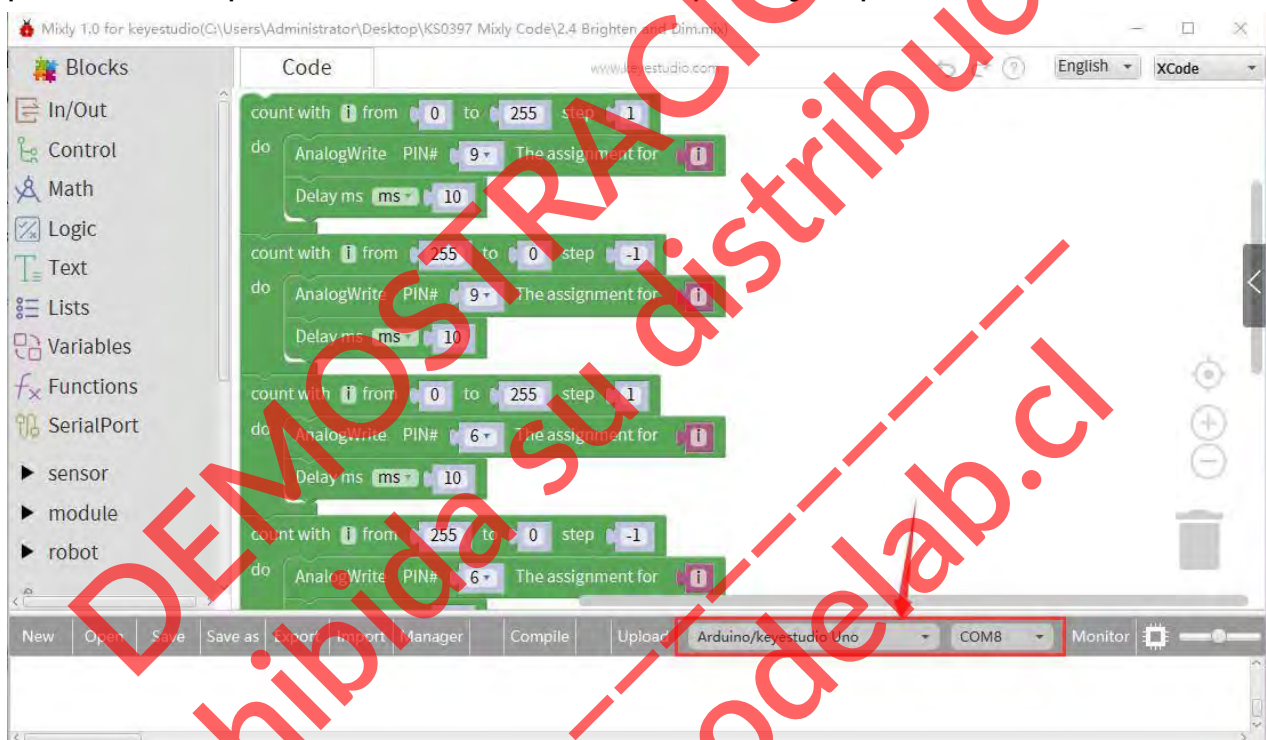 Mixly 1.0 for keyestudio(C:\Users\Administrator\Desktop\KS0397 Mixly Code\2.4 Brighten and Dim.mix)
Blocks
Code
www.keyestudio.com
English
XCode
In/Out
Control
Math
Logic
Text
Lists
Variables
Functions
SerialPort
sensor
module
robot
count with i from 0 to 255 step 1
do AnalogWrite PIN# 9 The assignment for i
Delay ms ms 10
count with i from 255 to 0 step -1
do AnalogWrite PIN# 9 The assignment for i
Delay ms ms 10
count with i from 0 to 255 step 1
do AnalogWrite PIN# 6 The assignment for i
Delay ms ms 10
count with i from 255 to 0 step -1
do AnalogWrite PIN# 6 The assignment for i
New Open Save Save as Export Import Manager Compile Upload Arduino/keyestudio Uno COM8 Monitor
DEMOSTRACIO
hibida su distribuc
odelab.cl